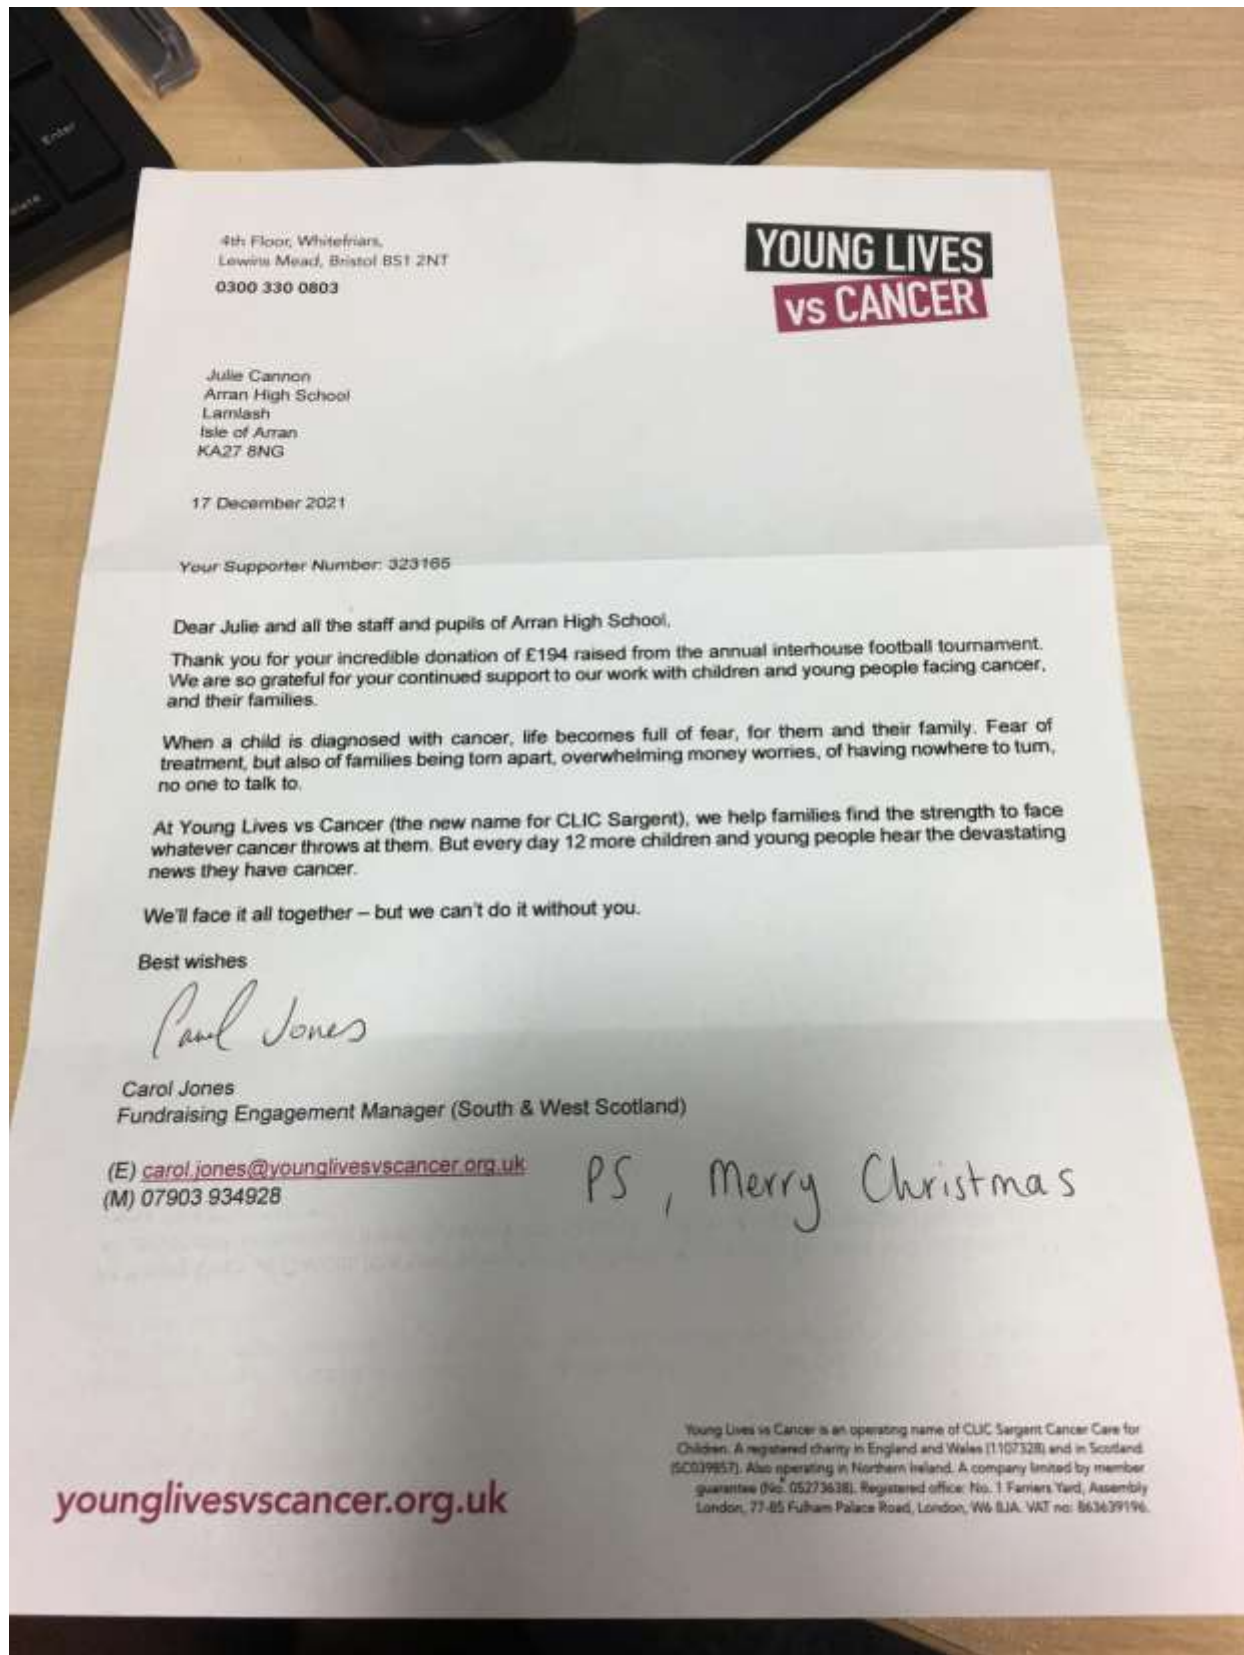 Enter
4th Floor, Whitefriars,
Lewins Mead, Bristol BS1 2NT
0300 330 0803
YOUNG LIVES
vs CANCER
Julie Cannon
Arran High School
Lamlash
Isle of Arran
KA27 8NG
17 December 2021
Your Supporter Number: 323165
Dear Julie and all the staff and pupils of Arran High School,
Thank you for your incredible donation of £194 raised from the annual interhouse football tournament.
We are so grateful for your continued support to our work with children and young people facing cancer,
and their families.
When a child is diagnosed with cancer, life becomes full of fear, for them and their family. Fear of
treatment, but also of families being torn apart, overwhelming money worries, of having nowhere to turn,
no one to talk to.
At Young Lives vs Cancer (the new name for CLIC Sargent), we help families find the strength to face
whatever cancer throws at them. But every day 12 more children and young people hear the devastating
news they have cancer.
We'll face it all together – but we can't do it without you.
Best wishes
Carol Jones
Carol Jones
Fundraising Engagement Manager (South & West Scotland)
(E) carol.jones@younglivesvscancer.org.uk
(M) 07903 934928
PS, Merry Christmas
Young Lives vs Cancer is an operating name of CLIC Sargent Cancer Care for
Children. A registered charity in England and Wales (1107328) and in Scotland
(SC039857). Also operating in Northern Ireland. A company limited by member
guarantee (No. 05273638). Registered office: No. 1 Farriers Yard, Assembly
London, 77-85 Fulham Palace Road, London, W6 8JA. VAT no: 863639196.
younglivesvscancer.org.uk